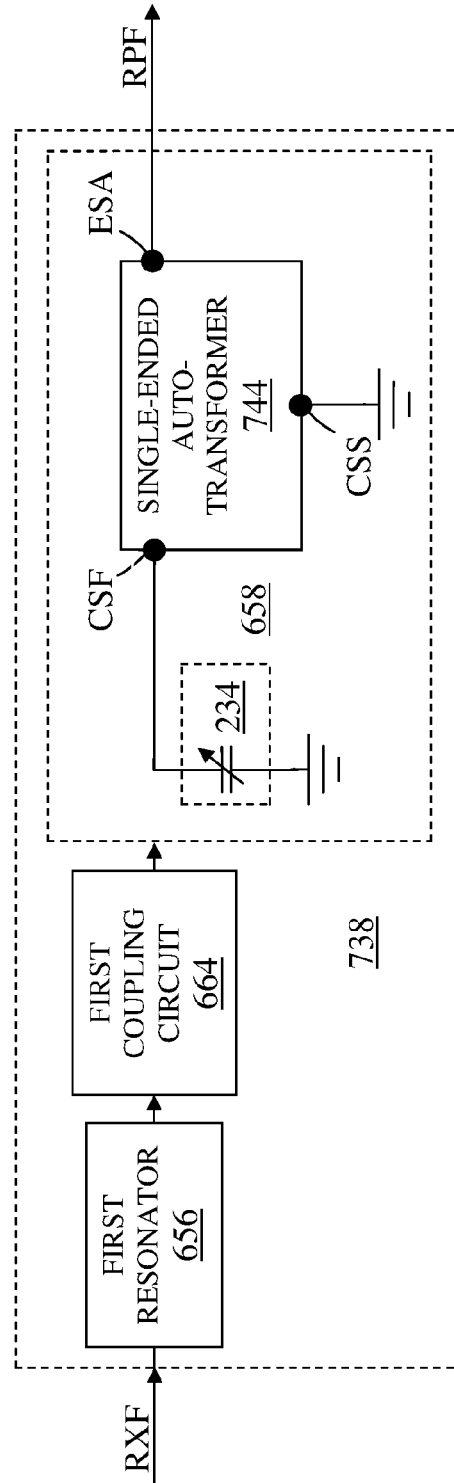 RXF
FIRST
RESONATOR
656
FIRST
COUPLING
CIRCUIT
664
738
234
658
CSF
SINGLE-ENDED
AUTO-
TRANSFORMER
744
CSS
ESA
RPF